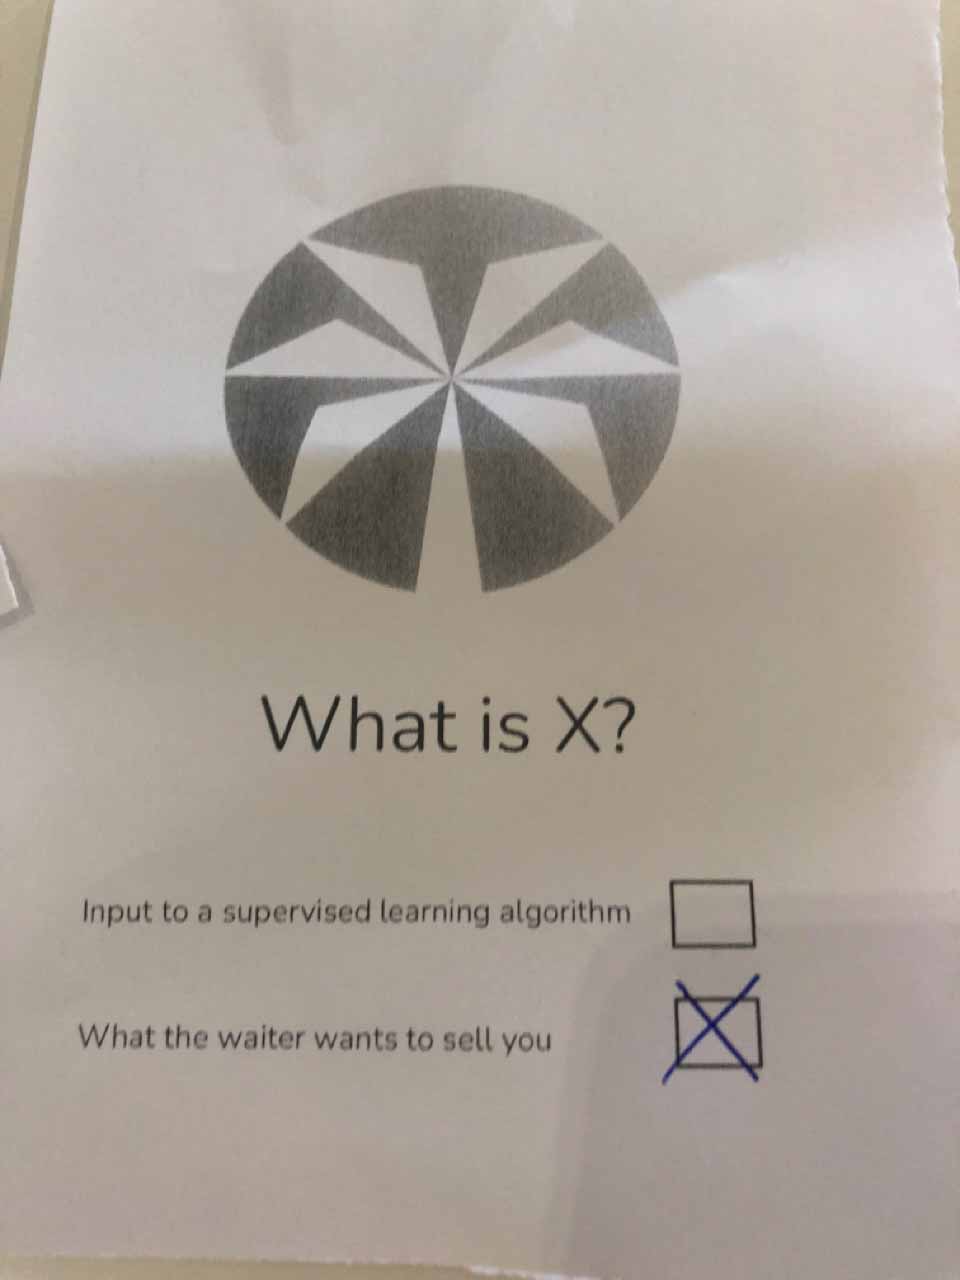 What is X?
Input to a supervised learning algorithm
What the waiter wants to sell you